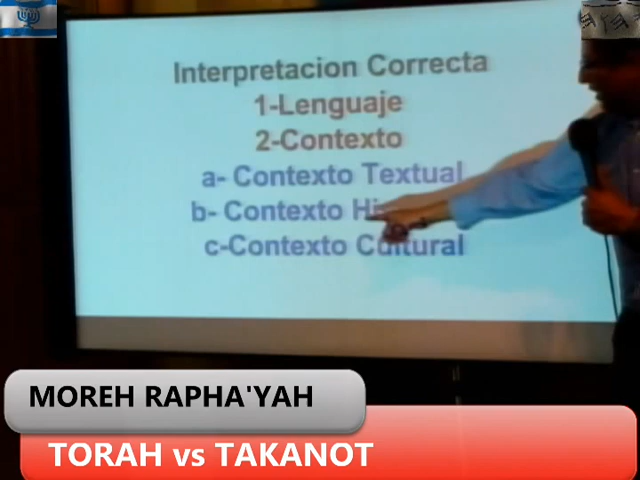 Interpretacion Correcta
1-Lenguaje
2-Contexto
a- Contexto Textual
b- Contexto
c-Contexto Cultural
MOREH RAPHA'YAH
TORAH vs TAKANOT